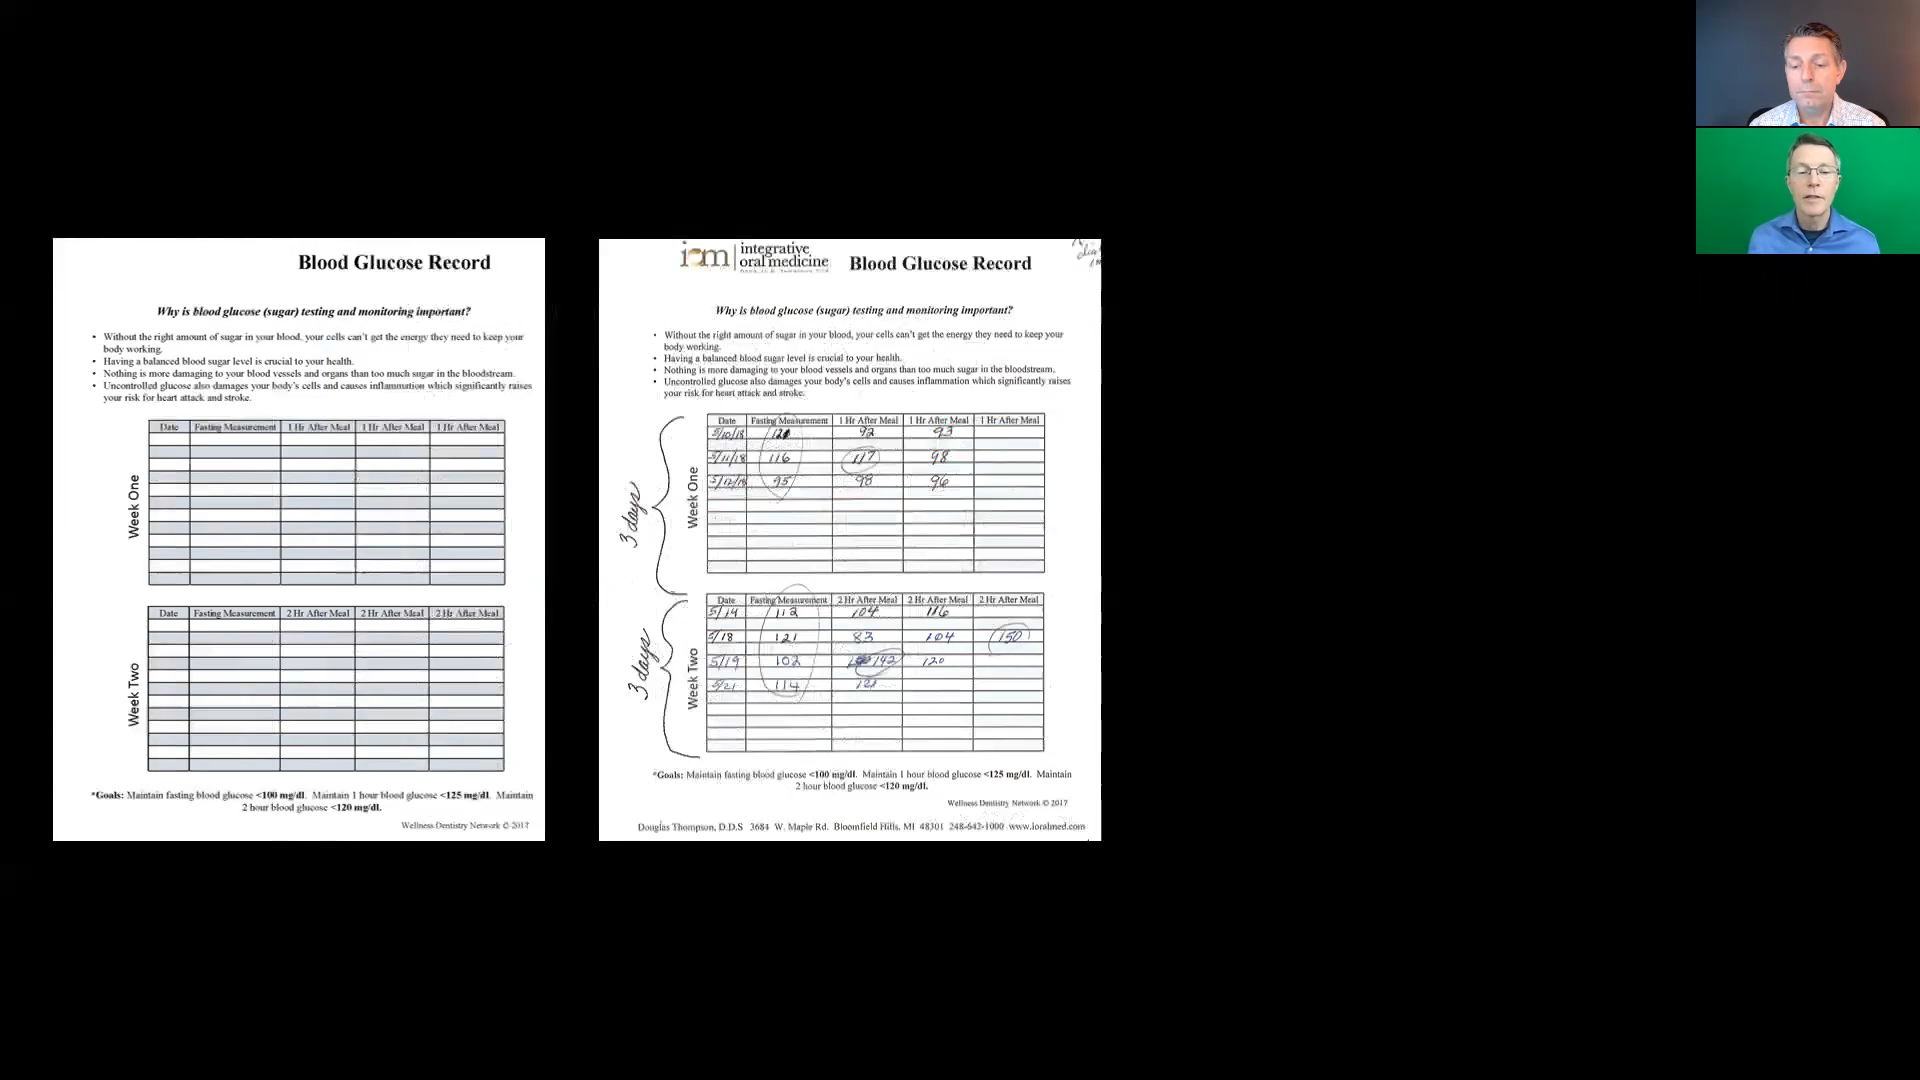 Blood Glucose Record
Why is blood glucose (sugar) testing and monitoring important?
• Without the right amount of sugar in your blood, your cells can't get the energy they need to keep your
body working.
• Having a balanced blood sugar level is crucial to your health.
• Nothing is more damaging to your blood vessels and organs than too much sugar in the bloodstream.
• Uncontrolled glucose also damages your body's cells and causes inflammation which significantly raises
your risk for heart attack and stroke.
Week One
Date Fasting Measurement 1 Hr After Meal 1 Hr After Meal 1 Hr After Meal
Week Two
Date Fasting Measurement 2 Hr After Meal 2 Hr After Meal 2 Hr After Meal
*Goals: Maintain fasting blood glucose <100 mg/dl. Maintain 1 hour blood glucose <125 mg/dl. Maintain
2 hour blood glucose <120 mg/dl.
Wellness Dentistry Network © 2017
iom integrative
oral medicine
Blood Glucose Record
Why is blood glucose (sugar) testing and monitoring important?
• Without the right amount of sugar in your blood, your cells can't get the energy they need to keep your
body working.
• Having a balanced blood sugar level is crucial to your health.
• Nothing is more damaging to your blood vessels and organs than too much sugar in the bloodstream.
• Uncontrolled glucose also damages your body's cells and causes inflammation which significantly raises
your risk for heart attack and stroke.
3 days
Week One
Date Fasting Measurement 1 Hr After Meal 1 Hr After Meal 1 Hr After Meal
5/10/18 92 93
5/11/18 116 117 98
5/12/18 95 98 96
3 days
Week Two
Date Fasting Measurement 2 Hr After Meal 2 Hr After Meal 2 Hr After Meal
5/14 112 104 116
5/18 121 83 104 150
5/19 102 142 120
5/21 114 121
*Goals: Maintain fasting blood glucose <100 mg/dl. Maintain 1 hour blood glucose <125 mg/dl. Maintain
2 hour blood glucose <120 mg/dl.
Wellness Dentistry Network © 2017
Douglas Thompson, D.D.S 3684 W. Maple Rd. Bloomfield Hills, MI 48301 248-642-1000 www.ioralmed.com